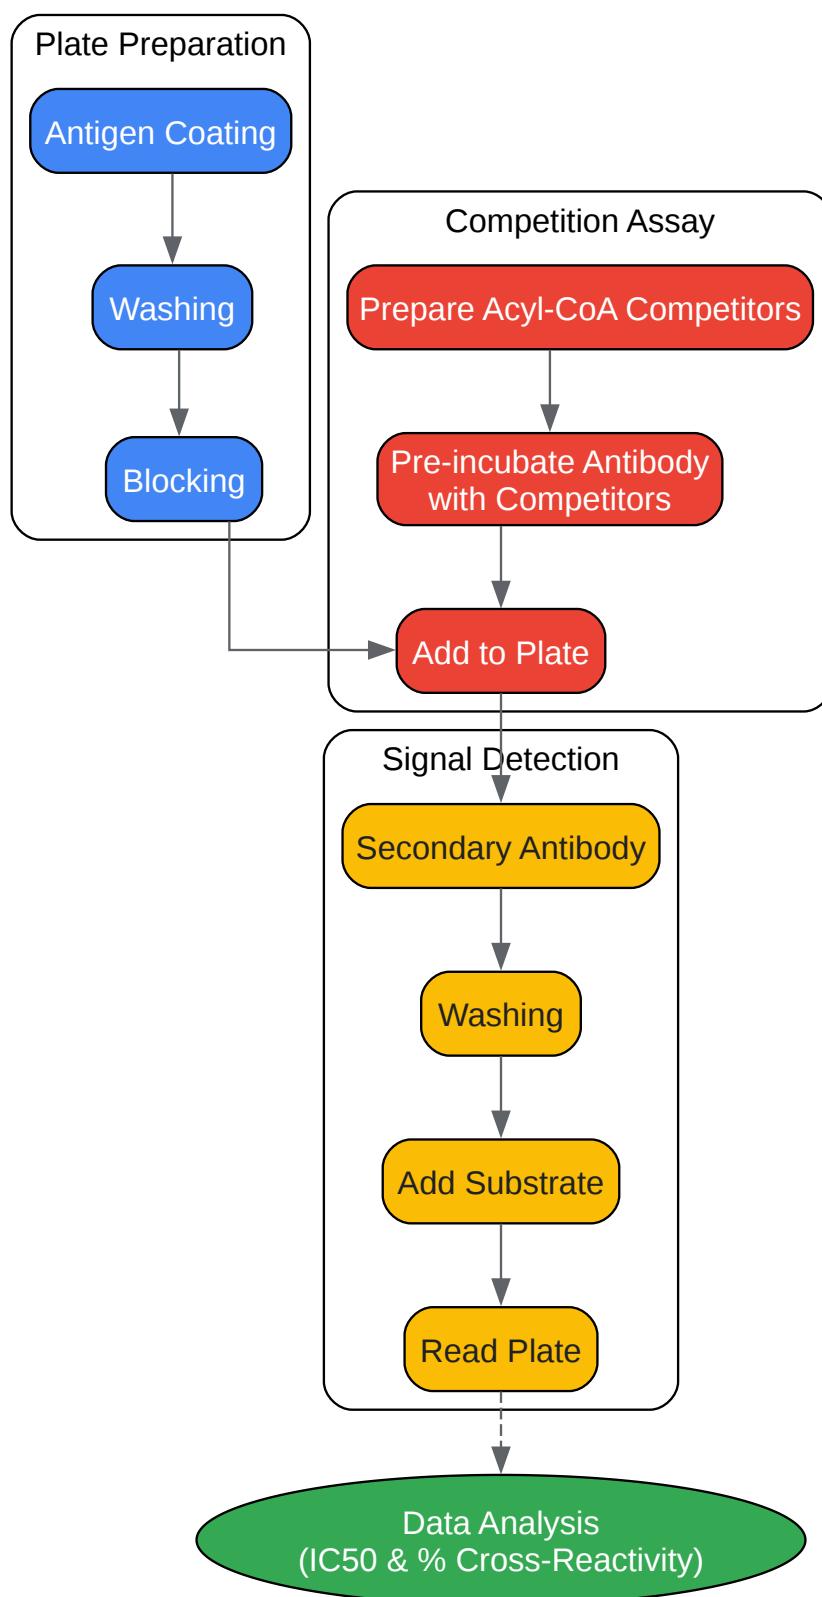 Plate Preparation
Antigen Coating
Washing
Blocking
Competition Assay
Prepare Acyl-CoA Competitors
Pre-incubate Antibody
with Competitors
Add to Plate
Signal Detection
Secondary Antibody
Washing
Add Substrate
Read Plate
Data Analysis
(IC50 & % Cross-Reactivity)